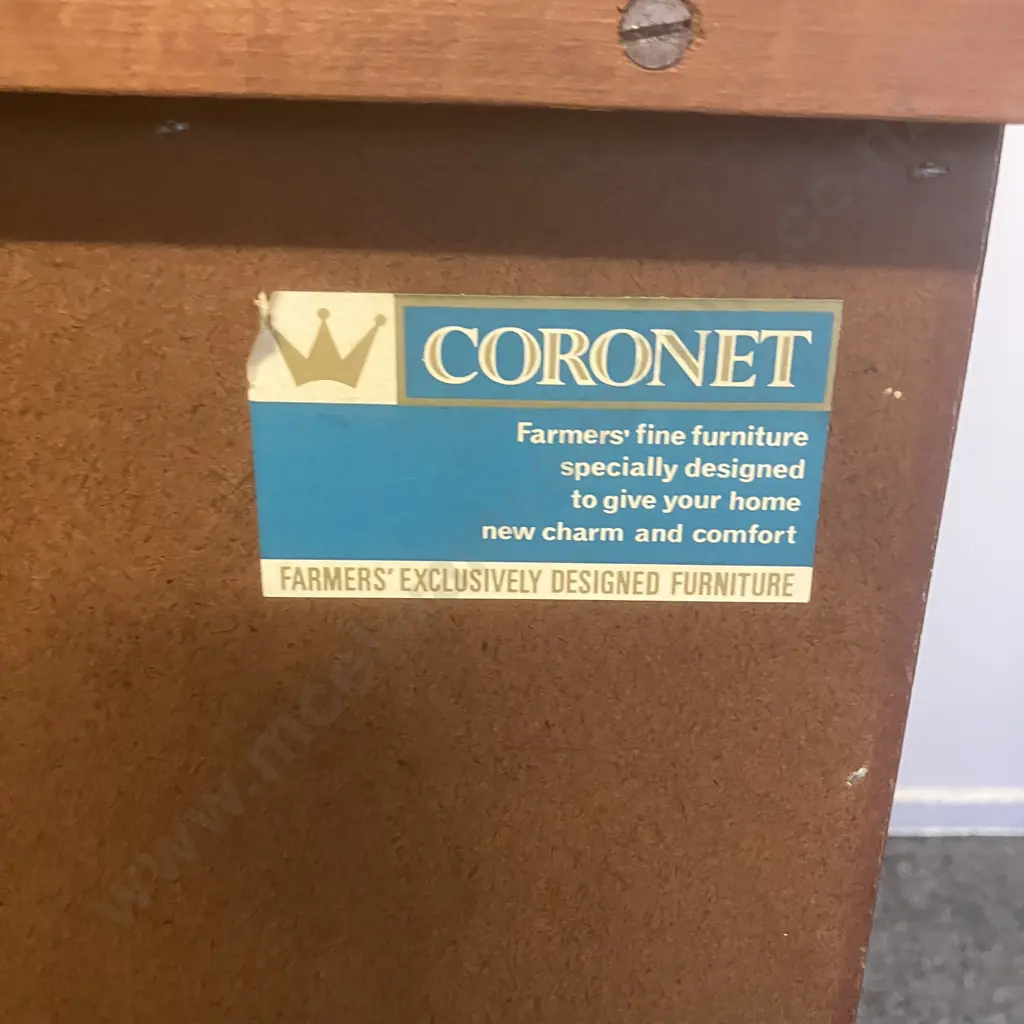 CORONET
Farmers' fine furniture
specially designed
to give your home
new charm and comfort
FARMERS' EXCLUSIVELY DESIGNED FURNITURE